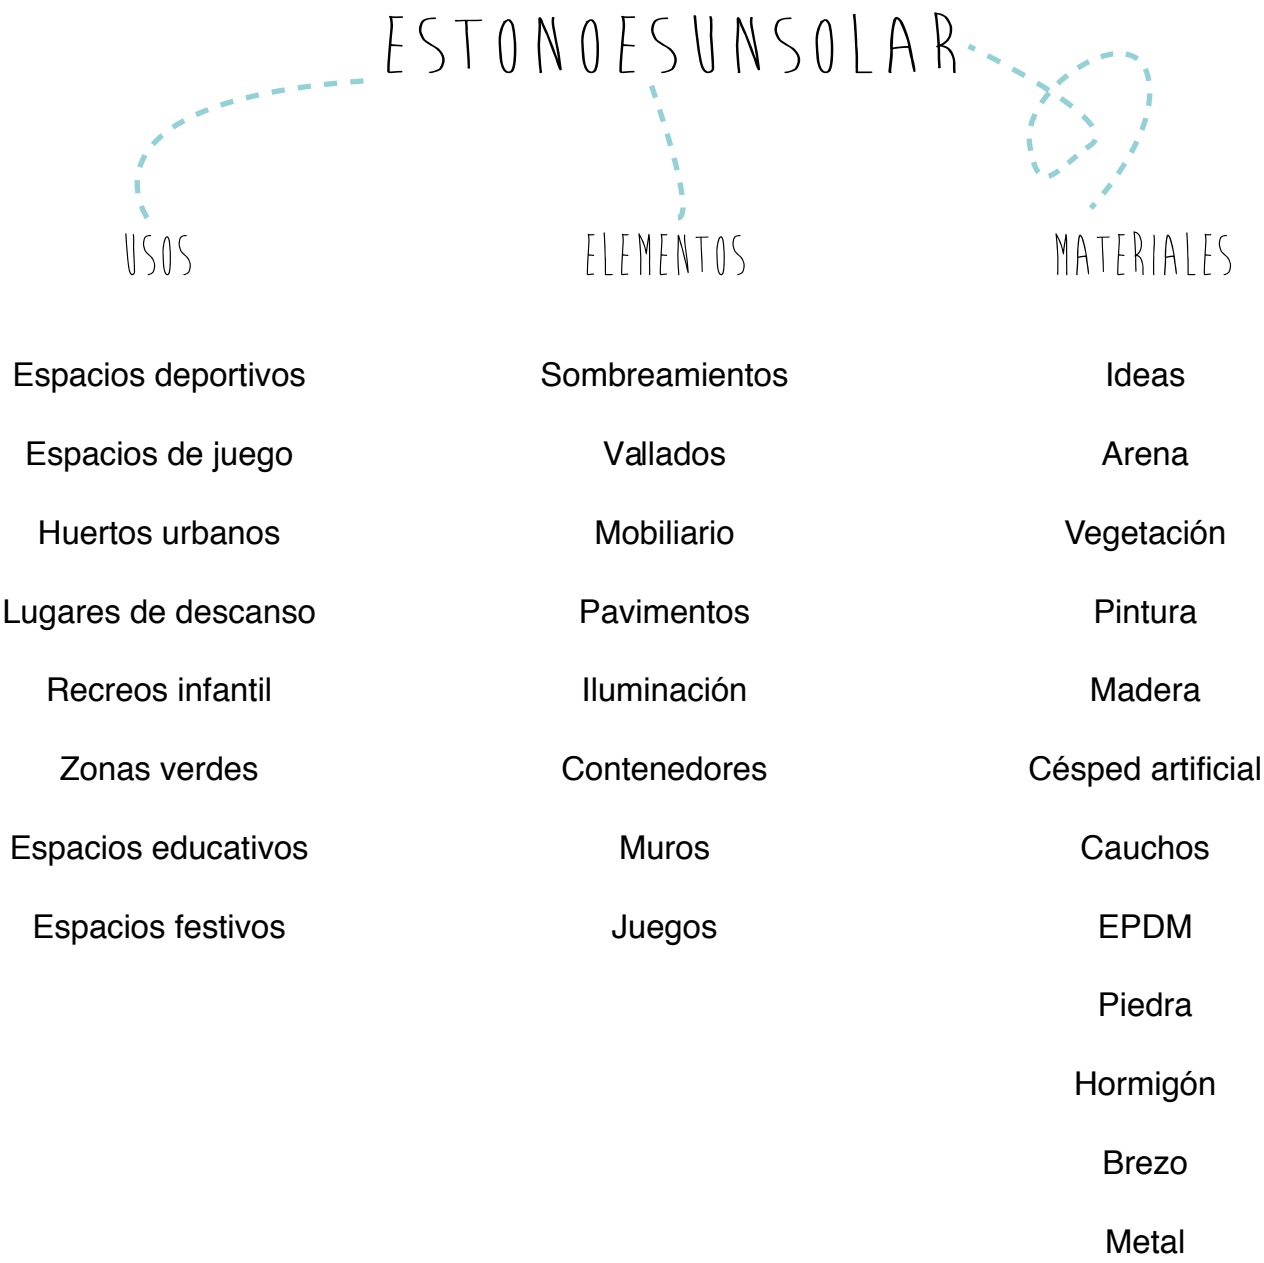 ESTONOESUNSOLAR
USOS
Espacios deportivos
Espacios de juego
Huertos urbanos
Lugares de descanso
Recreos infantil
Zonas verdes
Espacios educativos
Espacios festivos
ELEMENTOS
Sombreamientos
Vallados
Mobiliario
Pavimentos
Iluminación
Contenedores
Muros
Juegos
MATERIALES
Ideas
Arena
Vegetación
Pintura
Madera
Césped artificial
Cauchos
EPDM
Piedra
Hormigón
Brezo
Metal